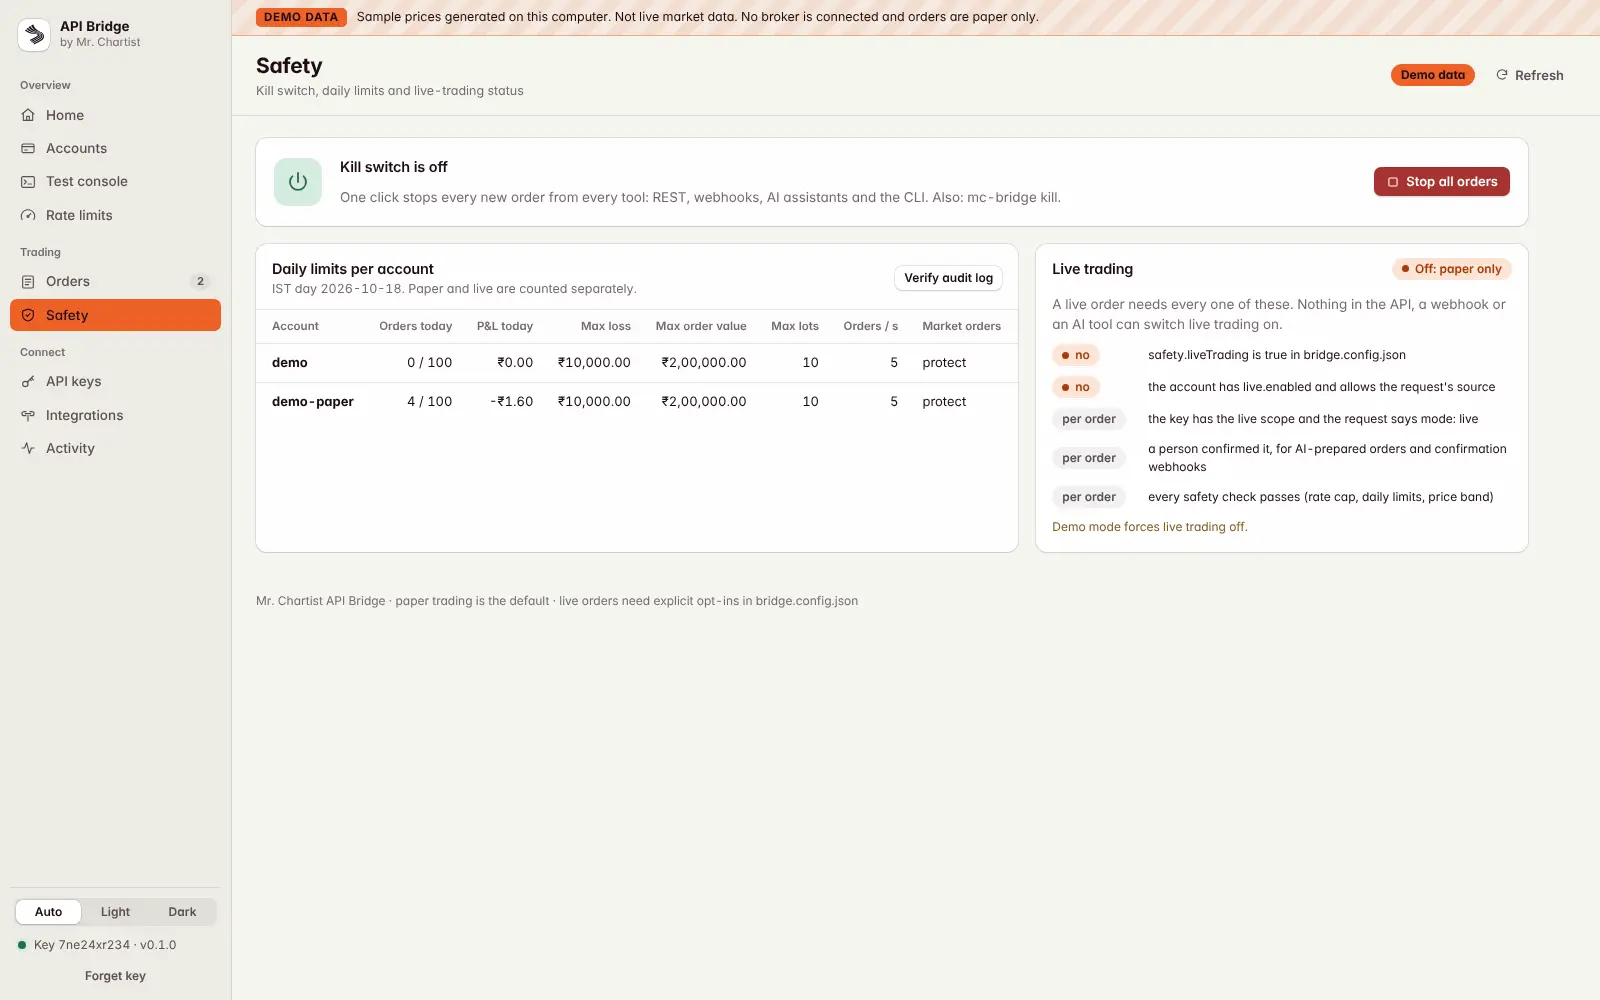 API Bridge
by Mr. Chartist
Overview
Home
Accounts
Test console
Rate limits
Trading
Orders 2
Safety
Connect
API keys
Integrations
Activity
Auto Light Dark
Key 7ne24xr234 · v0.1.0
Forget key
DEMO DATA Sample prices generated on this computer. Not live market data. No broker is connected and orders are paper only.
Safety
Kill switch, daily limits and live-trading status
Demo data Refresh
Kill switch is off
One click stops every new order from every tool: REST, webhooks, AI assistants and the CLI. Also: mc-bridge kill.
Stop all orders
Daily limits per account
IST day 2026-10-18. Paper and live are counted separately.
Verify audit log
Account Orders today P&L today Max loss Max order value Max lots Orders / s Market orders
demo 0 / 100 ₹0.00 ₹10,000.00 ₹2,00,000.00 10 5 protect
demo-paper 4 / 100 -₹1.60 ₹10,000.00 ₹2,00,000.00 10 5 protect
Live trading Off: paper only
A live order needs every one of these. Nothing in the API, a webhook or
an AI tool can switch live trading on.
no safety.liveTrading is true in bridge.config.json
no the account has live.enabled and allows the request's source
per order the key has the live scope and the request says mode: live
per order a person confirmed it, for AI-prepared orders and confirmation
webhooks
per order every safety check passes (rate cap, daily limits, price band)
Demo mode forces live trading off.
Mr. Chartist API Bridge · paper trading is the default · live orders need explicit opt-ins in bridge.config.json